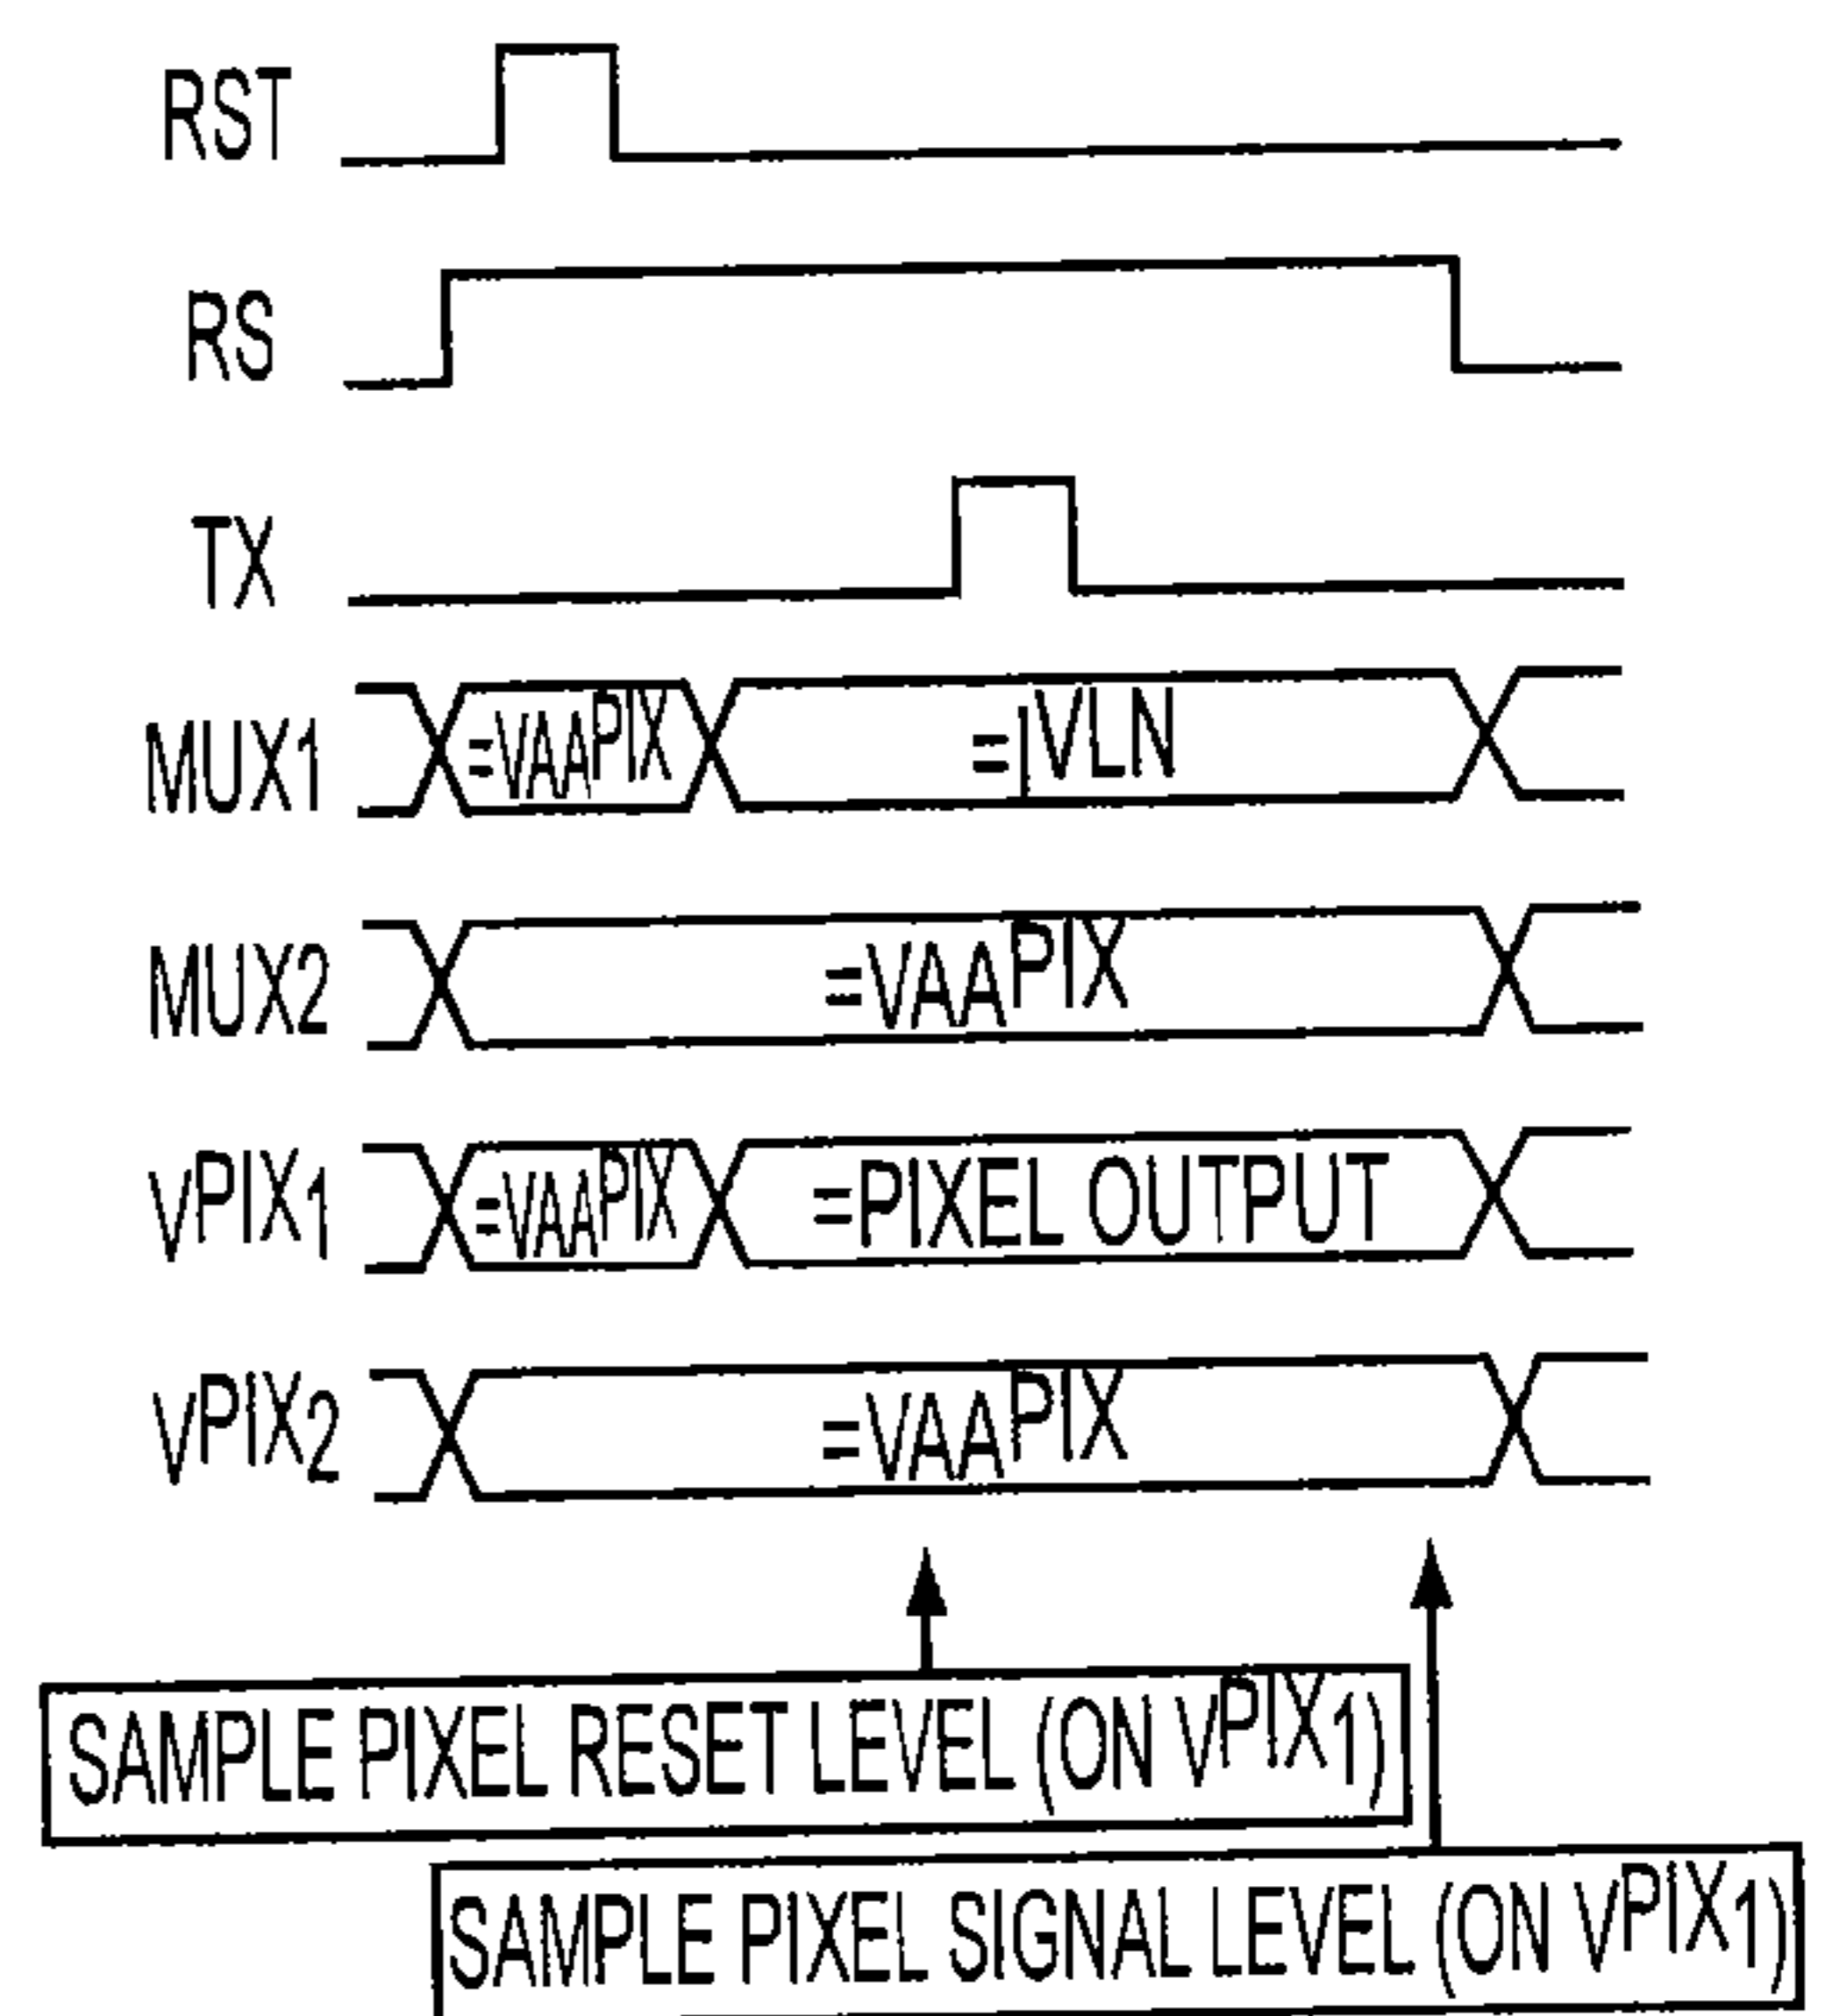 RST
RS
TX
MUX1 =VAAPIX =IVLN
MUX2 =VAAPIX
VPIX1 =VAAPIX =PIXEL OUTPUT
VPIX2 =VAAPIX
SAMPLE PIXEL RESET LEVEL (ON VPIX1)
SAMPLE PIXEL SIGNAL LEVEL (ON VPIX1)